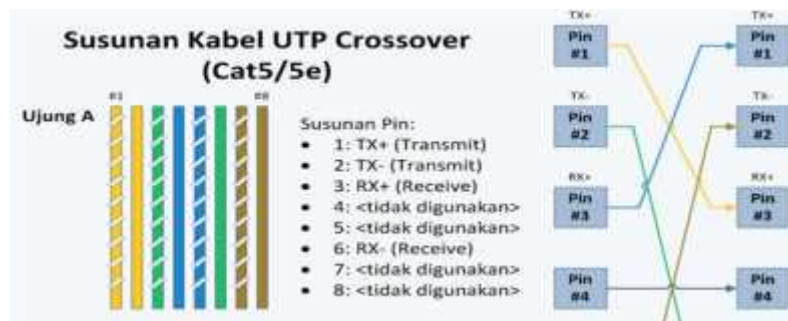 Susunan Kabel UTP Crossover
(Cat5/5e)
#1
#8
Ujung A
Susunan Pin:
• 1: TX+ (Transmit)
• 2: TX- (Transmit)
• 3: RX+ (Receive)
• 4: <tidak digunakan>
• 5: <tidak digunakan>
• 6: RX- (Receive)
• 7: <tidak digunakan>
• 8: <tidak digunakan>
TX+
Pin
#1
TX-
Pin
#2
RX+
Pin
#3
Pin
#4
TX+
Pin
#1
TX-
Pin
#2
RX+
Pin
#3
Pin
#4